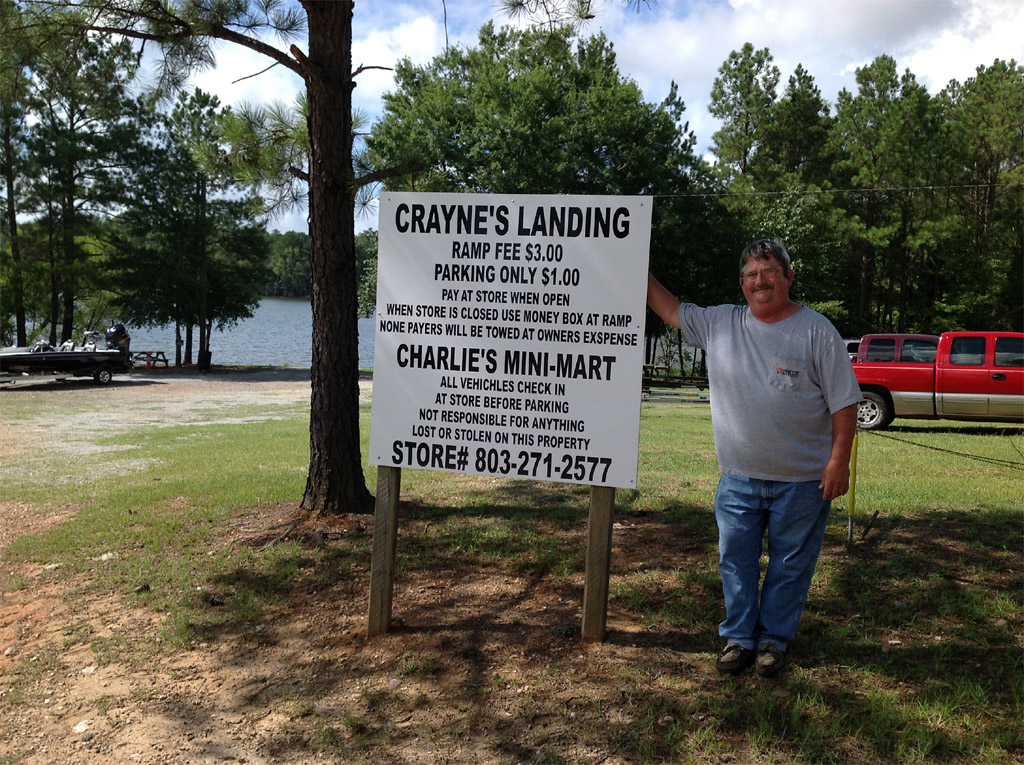 CRAYNE'S LANDING
RAMP FEE $3.00
PARKING ONLY $1.00
PAY AT STORE WHEN OPEN
WHEN STORE IS CLOSED USE MONEY BOX AT RAMP
NONE PAYERS WILL BE TOWED AT OWNERS EXSPENSE
CHARLIE'S MINI-MART
ALL VEHICHLES CHECK IN
AT STORE BEFORE PARKING
NOT RESPONSIBLE FOR ANYTHING
LOST OR STOLEN ON THIS PROPERTY
STORE# 803-271-2577